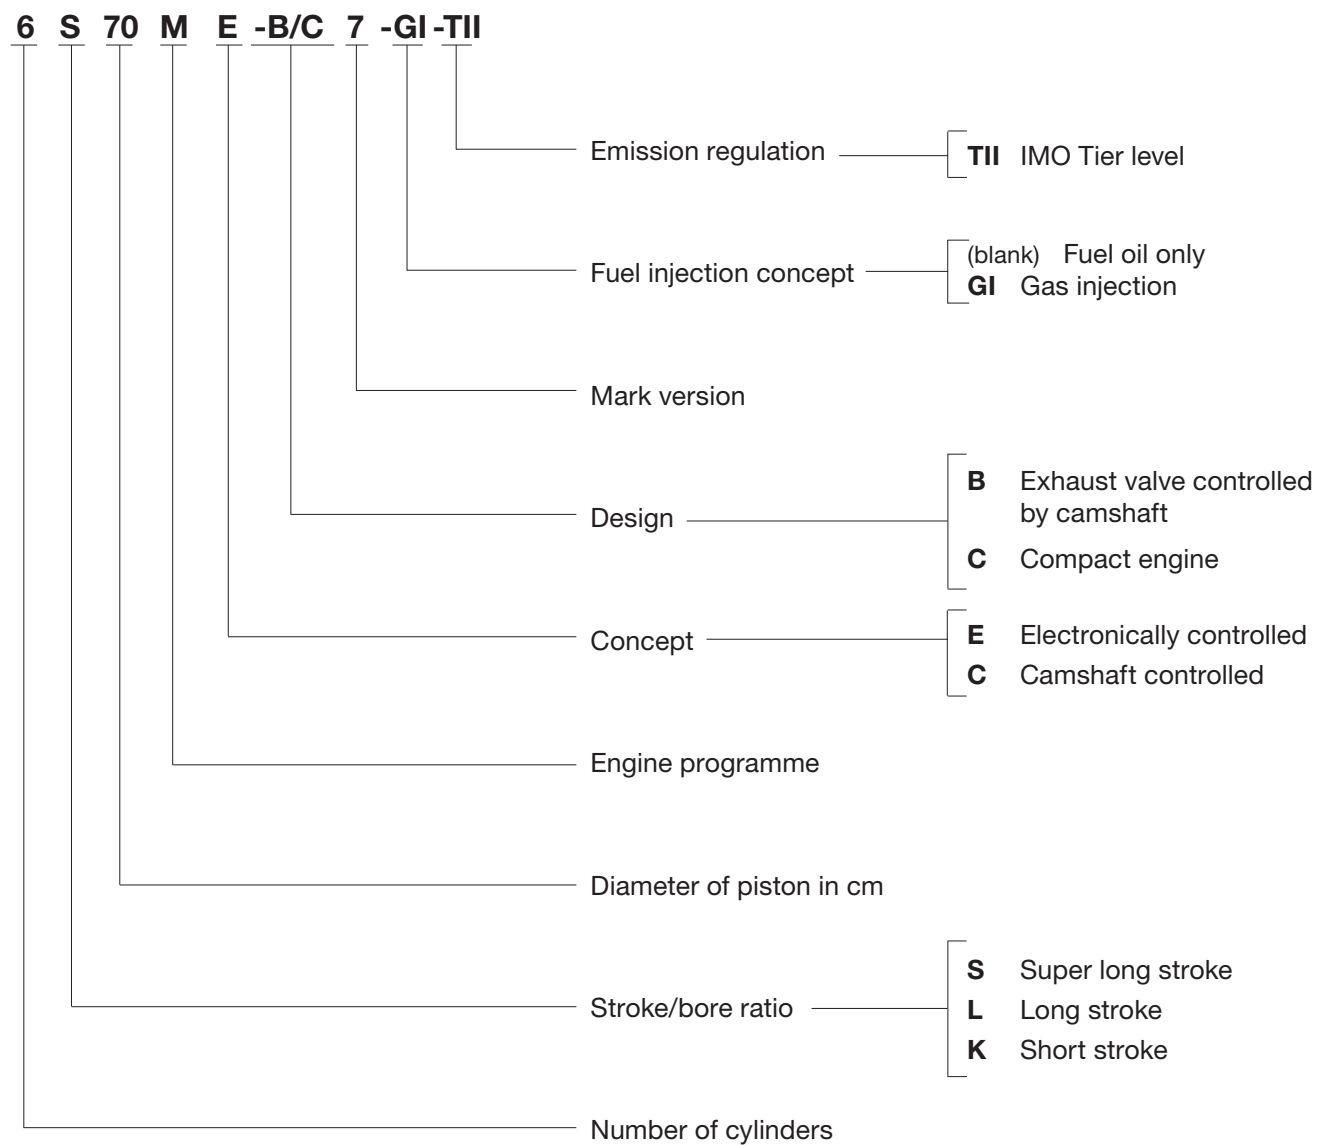 6 S 70 M E -B/C 7 -GI -TII
Emission regulation
TII IMO Tier level
Fuel injection concept
(blank) Fuel oil only
GI Gas injection
Mark version
Design
B Exhaust valve controlled
by camshaft
C Compact engine
Concept
E Electronically controlled
C Camshaft controlled
Engine programme
Diameter of piston in cm
Stroke/bore ratio
S Super long stroke
L Long stroke
K Short stroke
Number of cylinders